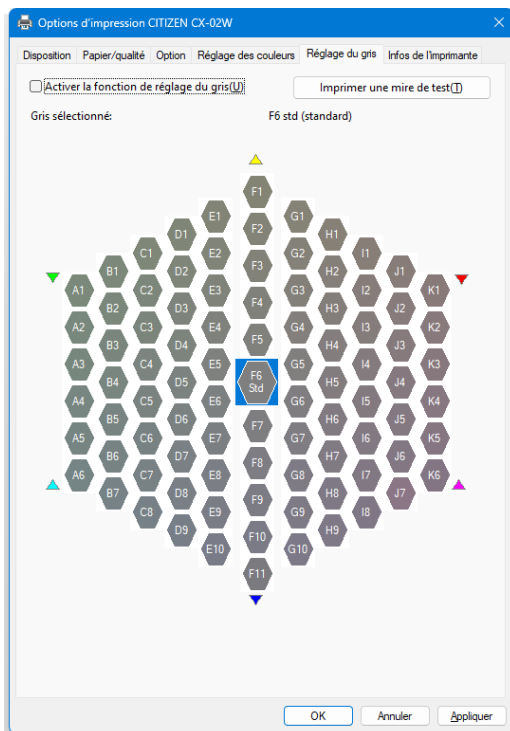 Options d'impression CITIZEN CX-02W
Disposition Papier/qualité Option Réglage des couleurs Réglage du gris Infos de l'imprimante
Activer la fonction de réglage du gris(U) Imprimer une mire de test(T)
Gris sélectionné: F6 std (standard)
F1
E1 G1
F2
D1 H1
C1 E2 G2 I1
F3
B1 D2 H2 J1
A1 C2 E3 G3 I2 K1
F4
B2 D3 H3 J2
A2 C3 E4 G4 I3 K2
F5
B3 D4 H4 J3
A3 C4 E5 G5 I4 K3
F6
Std
B4 D5 H5 J4
A4 C5 E6 G6 I5 K4
B5 D6 F7 H6 J5
A5 C6 E7 G7 I6 K5
B6 D7 F8 H7 J6
A6 C7 E8 G8 I7 K6
B7 D8 F9 H8 J7
C8 E9 G9 I8
D9 F10 H9
E10 G10
F11
OK Annuler Appliquer